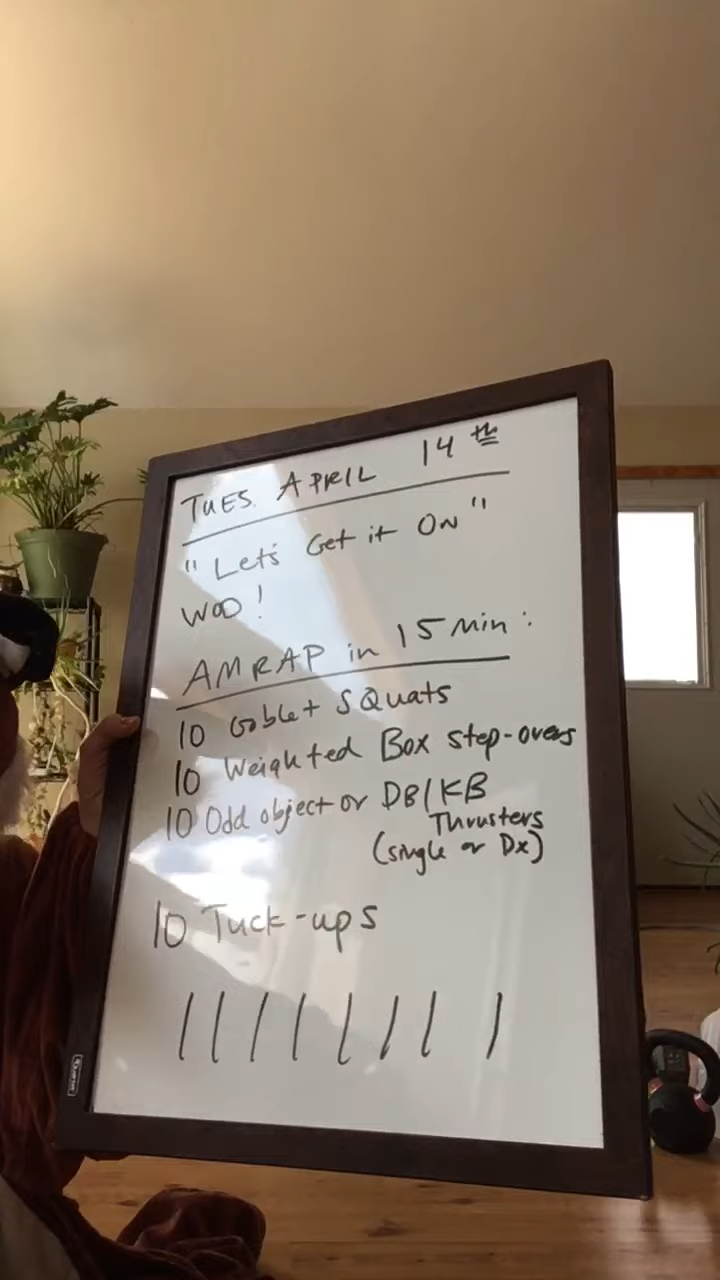 TUES. APRIL 14th
"Let's Get it On"
WOO!
AMRAP in 15 Min:
10 Goblet SQuats
10 Weighted Box step-overs
10 Odd object or DB/KB
Thrusters
(single or Dx)
10 Tuck-ups